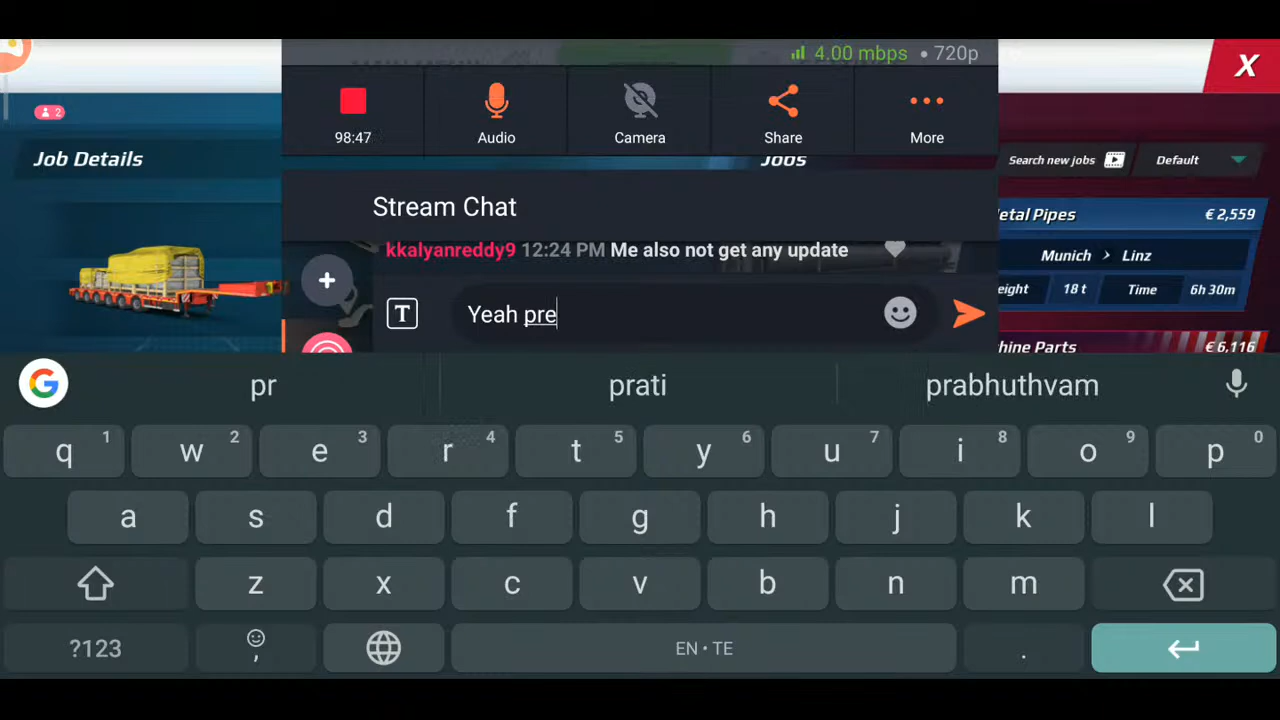 4.00 mbps • 720p
X
2
98:47
Audio
Camera
Share
More
Job Details
Jobs
Search new jobs
Default
Stream Chat
etal Pipes
€ 2,559
kkalyanreddy9 12:24 PM Me also not get any update
Munich > Linz
eight 18 t Time 6h 30m
T
Yeah pre
hine Parts
€ 6,116
G
pr
prati
prabhuthvam
q 1 w 2 e 3 r 4 t 5 y 6 u 7 i 8 o 9 p 0
a s d f g h j k l
z x c v b n m
?123 , EN • TE .